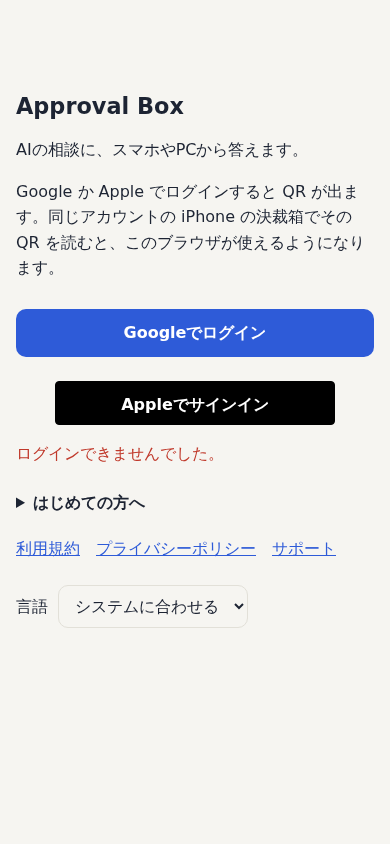 Approval Box
AIの相談に、スマホやPCから答えます。
Google か Apple でログインすると QR が出ま
す。同じアカウントの iPhone の決裁箱でその
QR を読むと、このブラウザが使えるようになり
ます。
Googleでログイン
Appleでサインイン
ログインできませんでした。
はじめての方へ
利用規約 プライバシーポリシー サポート
言語 システムに合わせる